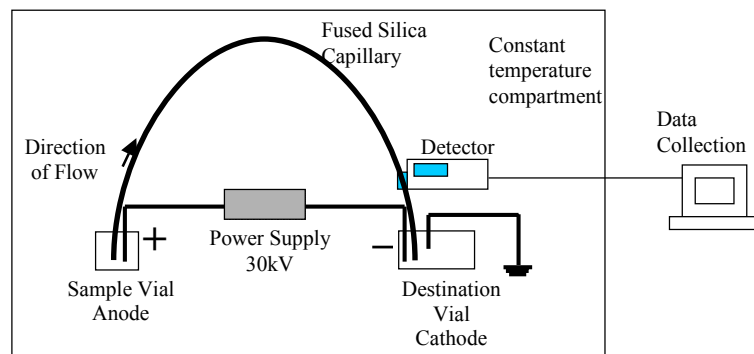 Fused Silica
Capillary
Constant
temperature
compartment
Direction
of Flow
Detector
Data
Collection
+
Power Supply
30kV
−
Sample Vial
Anode
Destination
Vial
Cathode